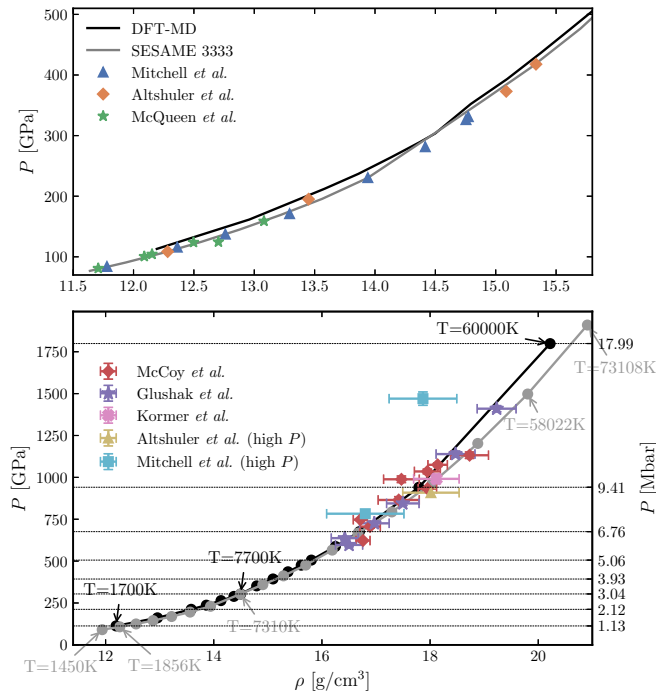 500
400
300
200
100
P [GPa]
DFT-MD
SESAME 3333
Mitchell et al.
Altshuler et al.
McQueen et al.
11.5 12.0 12.5 13.0 13.5 14.0 14.5 15.0 15.5
1750
1500
1250
1000
750
500
250
0
P [GPa]
T=60000K
T=73108K
T=58022K
McCoy et al.
Glushak et al.
Kormer et al.
Altshuler et al. (high P)
Mitchell et al. (high P)
T=7700K
T=1700K
T=7310K
T=1450K
T=1856K
17.99
9.41
6.76
5.06
3.93
3.04
2.12
1.13
P [Mbar]
12 14 16 18 20
ρ [g/cm³]